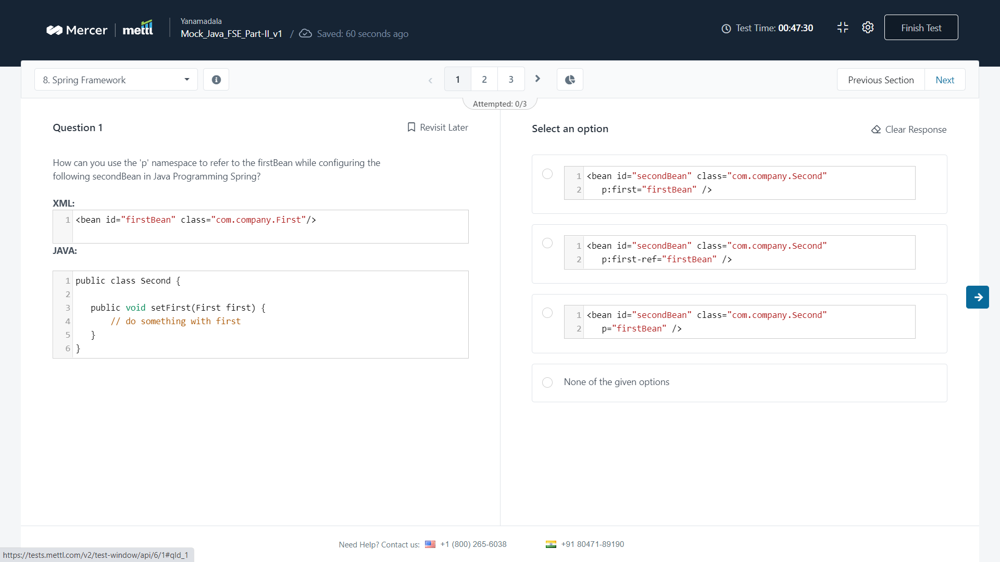 Mercer
mettl
Yanamadala
Mock_Java_FSE_Part-II_v1 / Saved: 60 seconds ago
Test Time: 00:47:30
Finish Test
8. Spring Framework
1 2 3
Previous Section
Next
Attempted: 0/3
Question 1
Revisit Later
How can you use the 'p' namespace to refer to the firstBean while configuring the
following secondBean in Java Programming Spring?
XML:
1 <bean id="firstBean" class="com.company.First"/>
JAVA:
1 public class Second {
2
3    public void setFirst(First first) {
4        // do something with first
5    }
6 }
Select an option
Clear Response
1 <bean id="secondBean" class="com.company.Second"
2    p:first="firstBean" />
1 <bean id="secondBean" class="com.company.Second"
2    p:first-ref="firstBean" />
1 <bean id="secondBean" class="com.company.Second"
2    p="firstBean" />
None of the given options
Need Help? Contact us: +1 (800) 265-6038 +91 80471-89190
https://tests.mettl.com/v2/test-window/api/6/1#qId_1